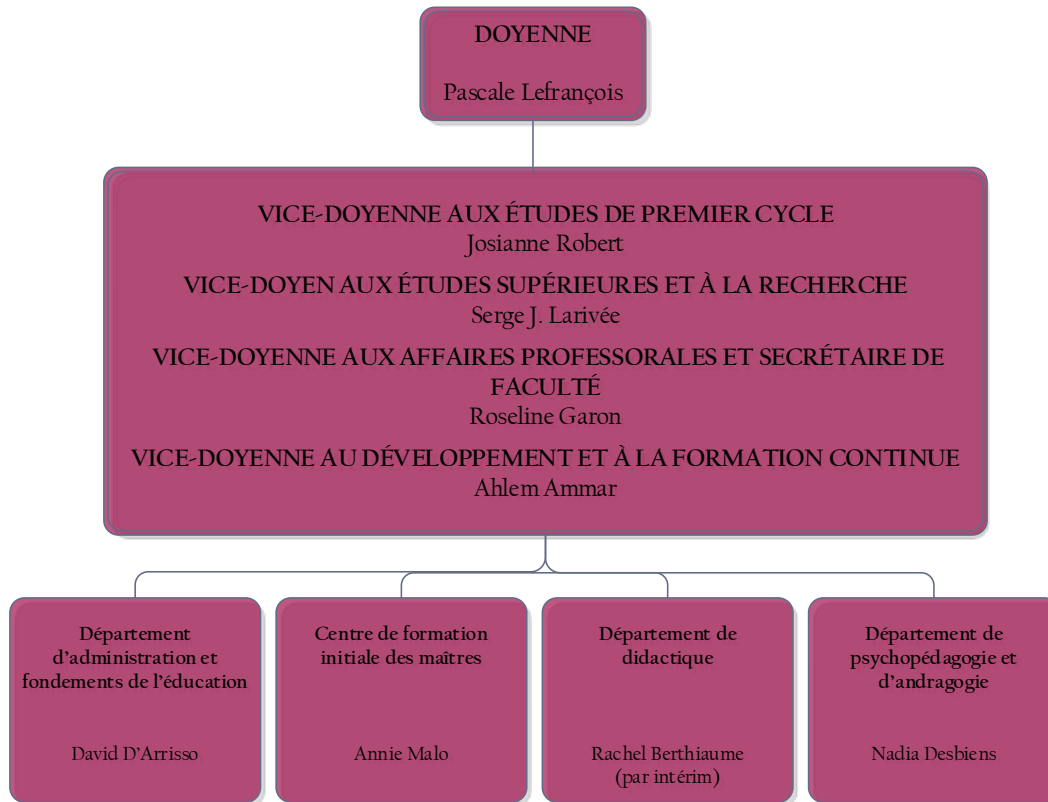 DOYENNE
Pascale Lefrançois
VICE-DOYENNE AUX ÉTUDES DE PREMIER CYCLE
Josianne Robert
VICE-DOYEN AUX ÉTUDES SUPÉRIEURES ET À LA RECHERCHE
Serge J. Larivée
VICE-DOYENNE AUX AFFAIRES PROFESSORALES ET SECRÉTAIRE DE
FACULTÉ
Roseline Garon
VICE-DOYENNE AU DÉVELOPPEMENT ET À LA FORMATION CONTINUE
Ahlem Ammar
Département
d’administration et
fondements de l’éducation
David D’Arrisso
Centre de formation
initiale des maîtres
Annie Malo
Département de
didactique
Rachel Berthiaume
(par intérim)
Département de
psychopédagogie et
d’andragogie
Nadia Desbiens